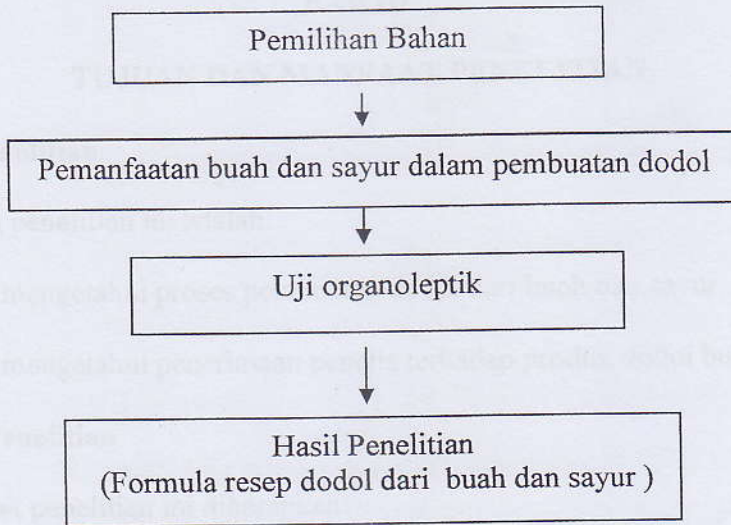 Pemilihan Bahan
Pemanfaatan buah dan sayur dalam pembuatan dodol
Uji organoleptik
Hasil Penelitian
(Formula resep dodol dari buah dan sayur )